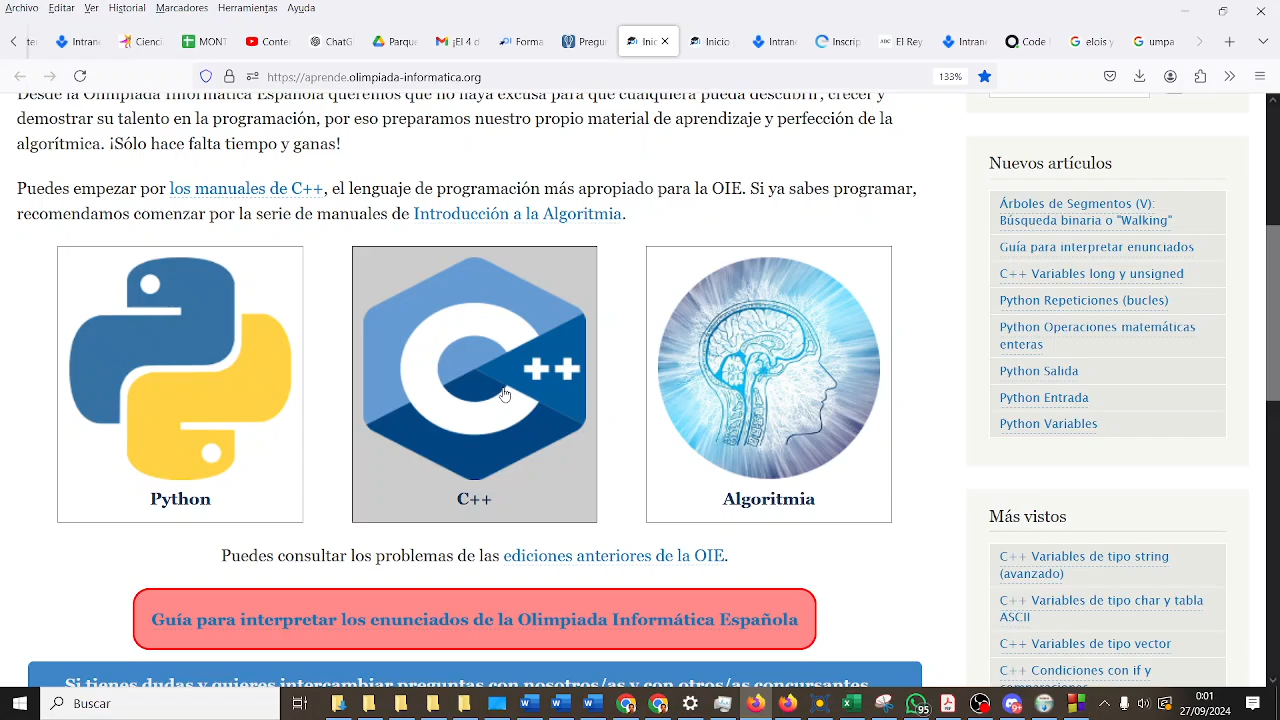 Archivo Editar Ver Historial Marcadores Herramientas Ayuda
Intrane Cienci MONT Conte ChatG Parque ¡El 4 d Forma Pregu Inic Inicio Intrane Inscrip El Rey Intrane Code l elois y umpa
https://aprende.olimpiada-informatica.org 133%
Desde la Olimpiada Informática Española queremos que no haya excusa para que cualquiera pueda descubrir, crecer y
demostrar su talento en la programación, por eso preparamos nuestro propio material de aprendizaje y perfección de la
algorítmica. ¡Sólo hace falta tiempo y ganas!
Puedes empezar por los manuales de C++, el lenguaje de programación más apropiado para la OIE. Si ya sabes programar,
recomendamos comenzar por la serie de manuales de Introducción a la Algoritmia.
C ++
Python
C++
Algoritmia
Puedes consultar los problemas de las ediciones anteriores de la OIE.
Guía para interpretar los enunciados de la Olimpiada Informática Española
Si tienes dudas y quieres intercambiar preguntas con nosotros/as y con otros/as concursantes
Nuevos artículos
Árboles de Segmentos (V):
Búsqueda binaria o "Walking"
Guía para interpretar enunciados
C++ Variables long y unsigned
Python Repeticiones (bucles)
Python Operaciones matemáticas
enteras
Python Salida
Python Entrada
Python Variables
Más vistos
C++ Variables de tipo string
(avanzado)
C++ Variables de tipo char y tabla
ASCII
C++ Variables de tipo vector
C++ Condiciones con if y
Buscar
95
0:01
27/09/2024